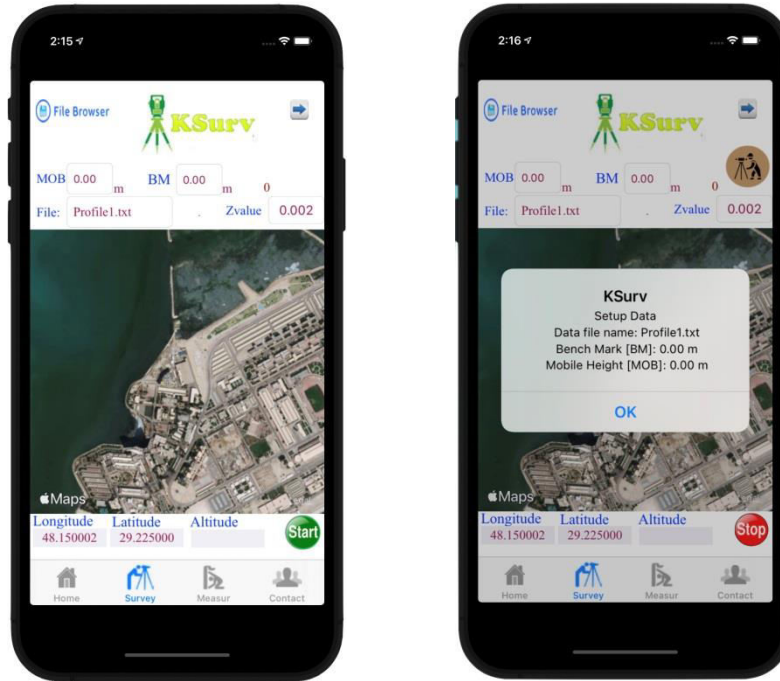 2:15
File Browser
KSurv
MOB 0.00 m BM 0.00 m 0
File: Profile1.txt . Zvalue 0.002
Maps
Longitude Latitude Altitude
48.150002 29.225000
Start
Home Survey Measur Contact
2:16
File Browser
KSurv
MOB 0.00 m BM 0.00 m 0
File: Profile1.txt . Zvalue 0.002
KSurv
Setup Data
Data file name: Profile1.txt
Bench Mark [BM]: 0.00 m
Mobile Height [MOB]: 0.00 m
OK
Maps
Longitude Latitude Altitude
48.150002 29.225000
Stop
Home Survey Measur Contact